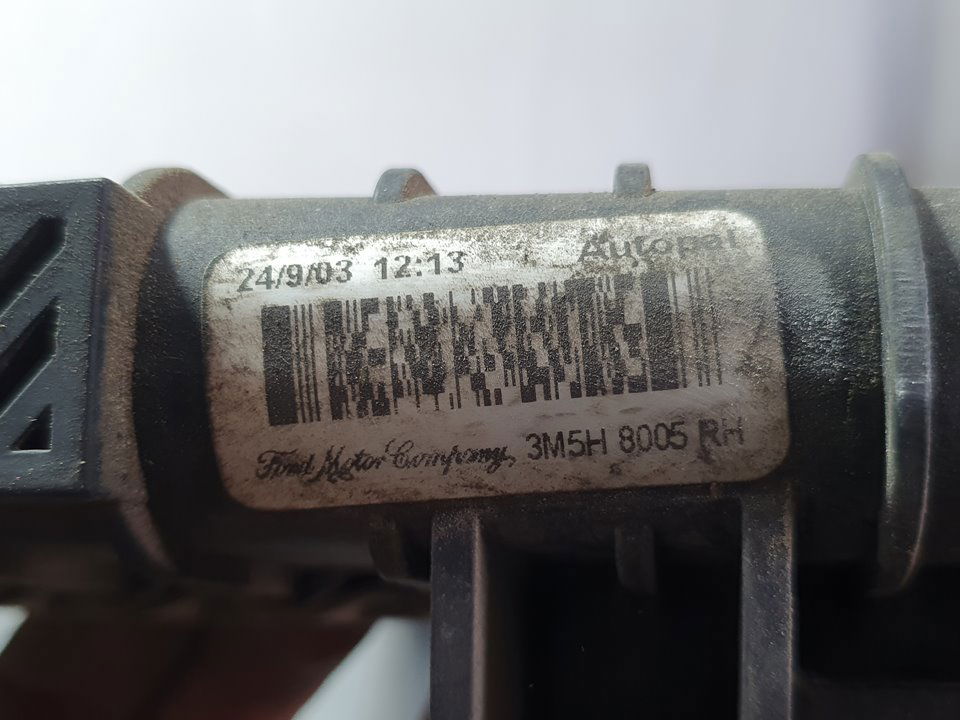 24/9/03 12:13 Autopal
Ford Motor Company, 3M5H 8005 RH